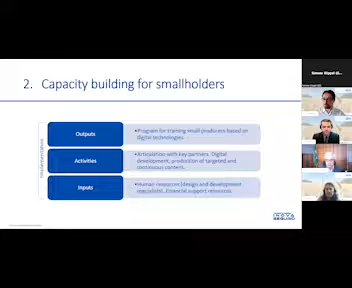 2. Capacity building for smallholders
Implementation
Outputs
•Program for training small producers based on
digital technologies.
Activities
•Articulation with key partners. Digital
development, production of targeted and
continuous content.
Inputs
•Human resources (design and development
specialists. Financial support resources.